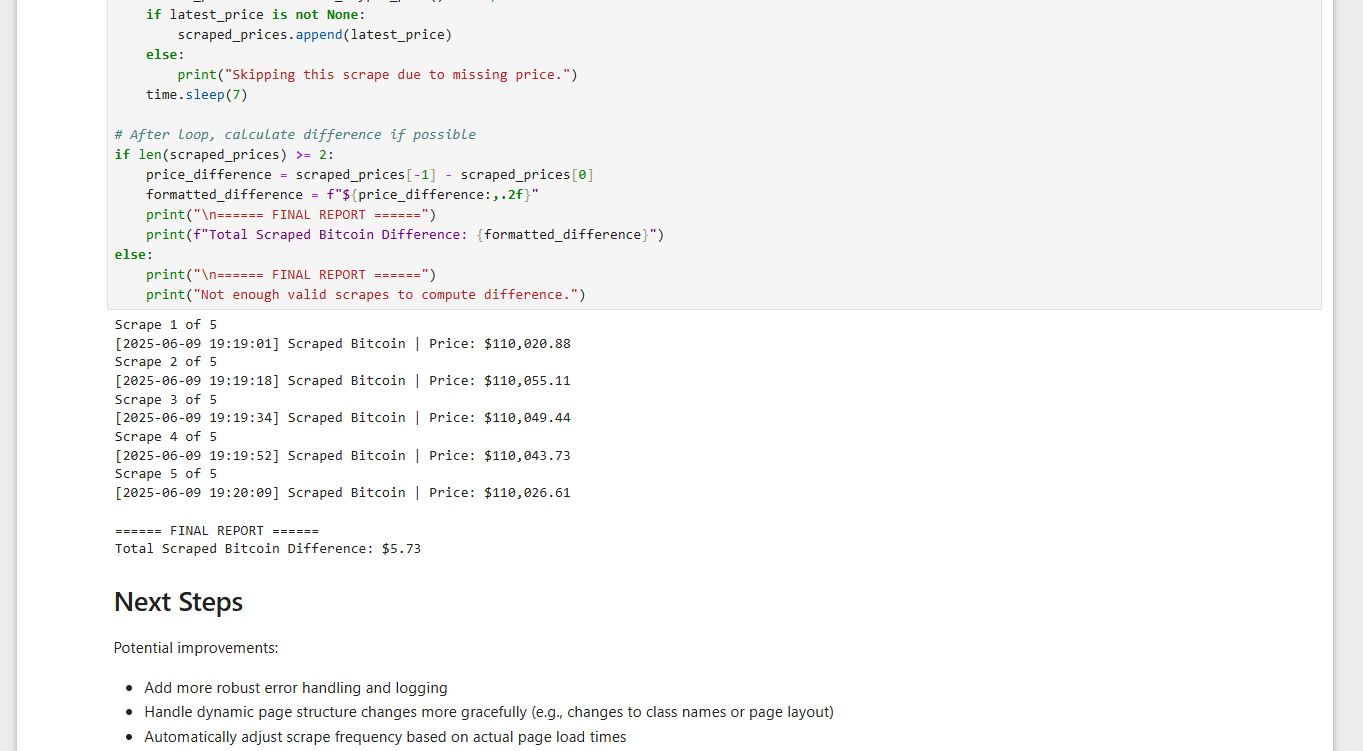 if latest_price is not None:
scraped_prices.append(latest_price)
else:
print("Skipping this scrape due to missing price.")
time.sleep(7)
# After loop, calculate difference if possible
if len(scraped_prices) >= 2:
price_difference = scraped_prices[-1] - scraped_prices[0]
formatted_difference = f"${price_difference:,.2f}"
print("\n====== FINAL REPORT ======")
print(f"Total Scraped Bitcoin Difference: {formatted_difference}")
else:
print("\n====== FINAL REPORT ======")
print("Not enough valid scrapes to compute difference.")
Scrape 1 of 5
[2025-06-09 19:19:01] Scraped Bitcoin | Price: $110,020.88
Scrape 2 of 5
[2025-06-09 19:19:18] Scraped Bitcoin | Price: $110,055.11
Scrape 3 of 5
[2025-06-09 19:19:34] Scraped Bitcoin | Price: $110,049.44
Scrape 4 of 5
[2025-06-09 19:19:52] Scraped Bitcoin | Price: $110,043.73
Scrape 5 of 5
[2025-06-09 19:20:09] Scraped Bitcoin | Price: $110,026.61
====== FINAL REPORT ======
Total Scraped Bitcoin Difference: $5.73
Next Steps
Potential improvements:
• Add more robust error handling and logging
• Handle dynamic page structure changes more gracefully (e.g., changes to class names or page layout)
• Automatically adjust scrape frequency based on actual page load times